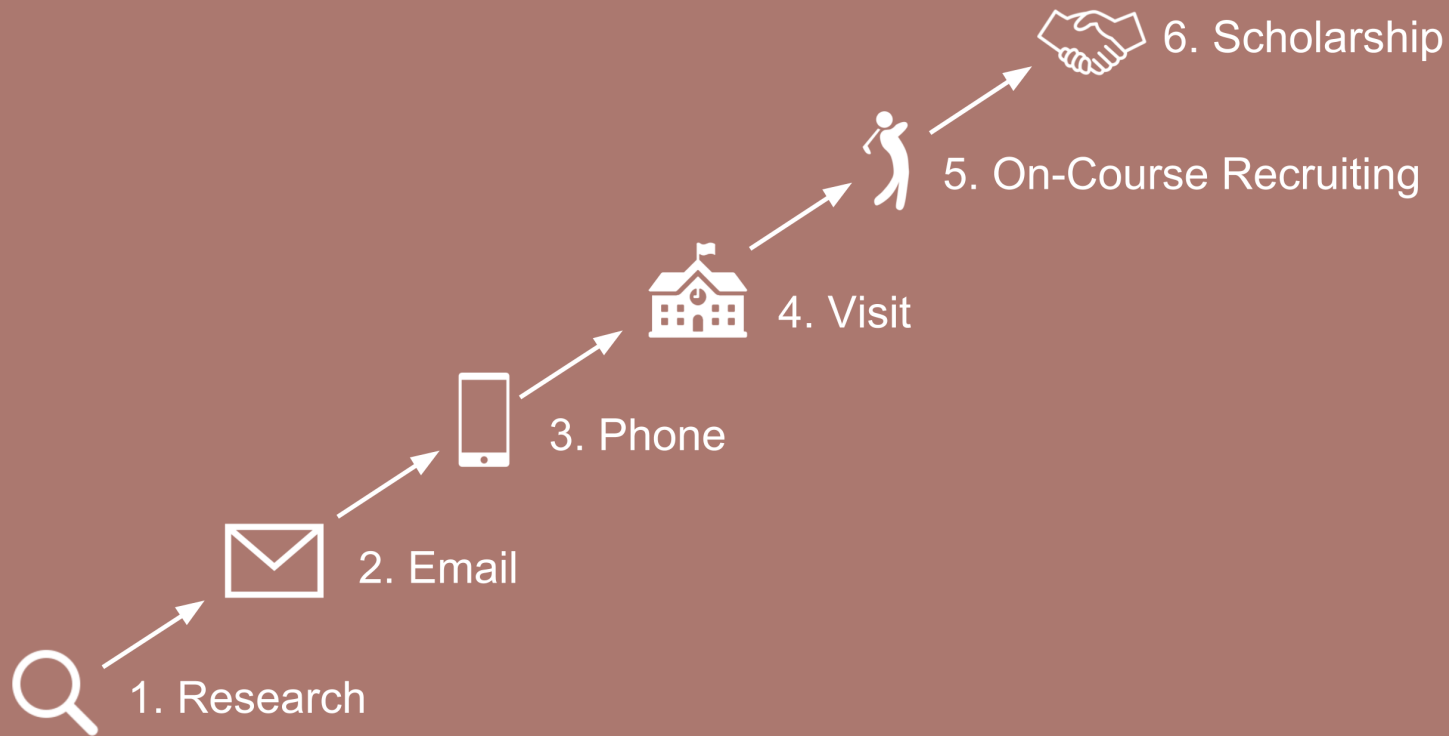 6. Scholarship
5. On-Course Recruiting
4. Visit
3. Phone
2. Email
1. Research